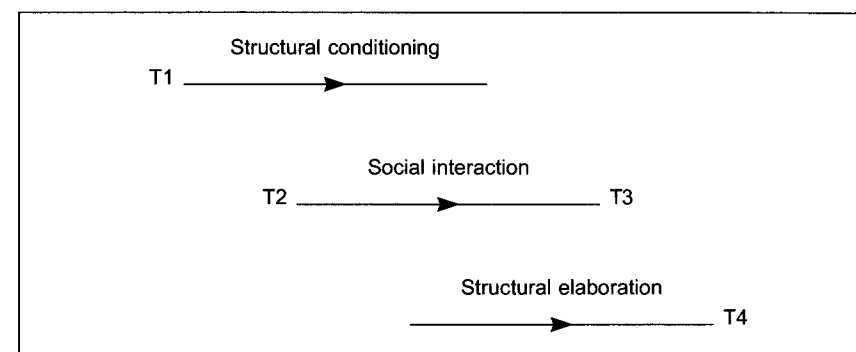 Structural conditioning
T1
Social interaction
T2 T3
Structural elaboration
T4